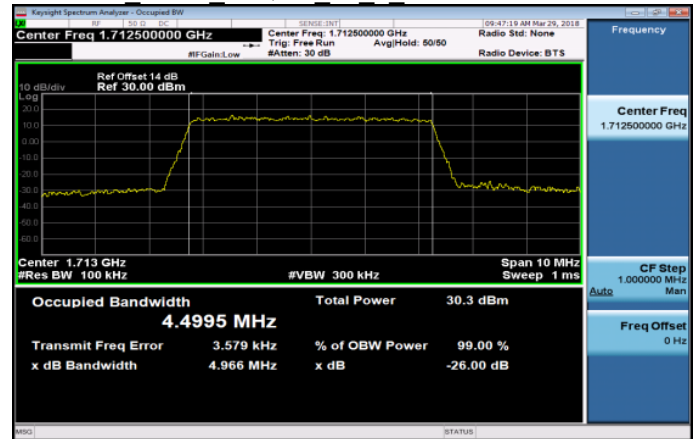 Keysight Spectrum Analyzer - Occupied BW
LXI RF 50 Ω DC SENSE:INT 09:47:19 AM Mar 29, 2018
Center Freq 1.712500000 GHz Center Freq: 1.712500000 GHz Radio Std: None
Trig: Free Run Avg|Hold: 50/50
#IFGain:Low #Atten: 30 dB Radio Device: BTS
Ref Offset 14 dB
10 dB/div Ref 30.00 dBm
Log
20.0
10.0
0.00
-10.0
-20.0
-30.0
-40.0
-50.0
-60.0
Center 1.713 GHz Span 10 MHz
#Res BW 100 kHz #VBW 300 kHz Sweep 1 ms
Occupied Bandwidth Total Power 30.3 dBm
4.4995 MHz
Transmit Freq Error 3.579 kHz % of OBW Power 99.00 %
x dB Bandwidth 4.966 MHz x dB -26.00 dB
MSG STATUS
Frequency
Center Freq
1.712500000 GHz
CF Step
1.000000 MHz
Auto Man
Freq Offset
0 Hz